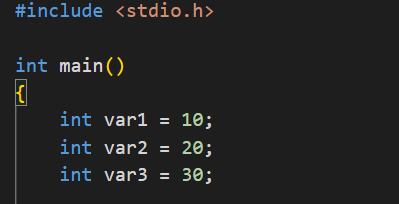 #include <stdio.h>
int main()
{
    int var1 = 10;
    int var2 = 20;
    int var3 = 30;